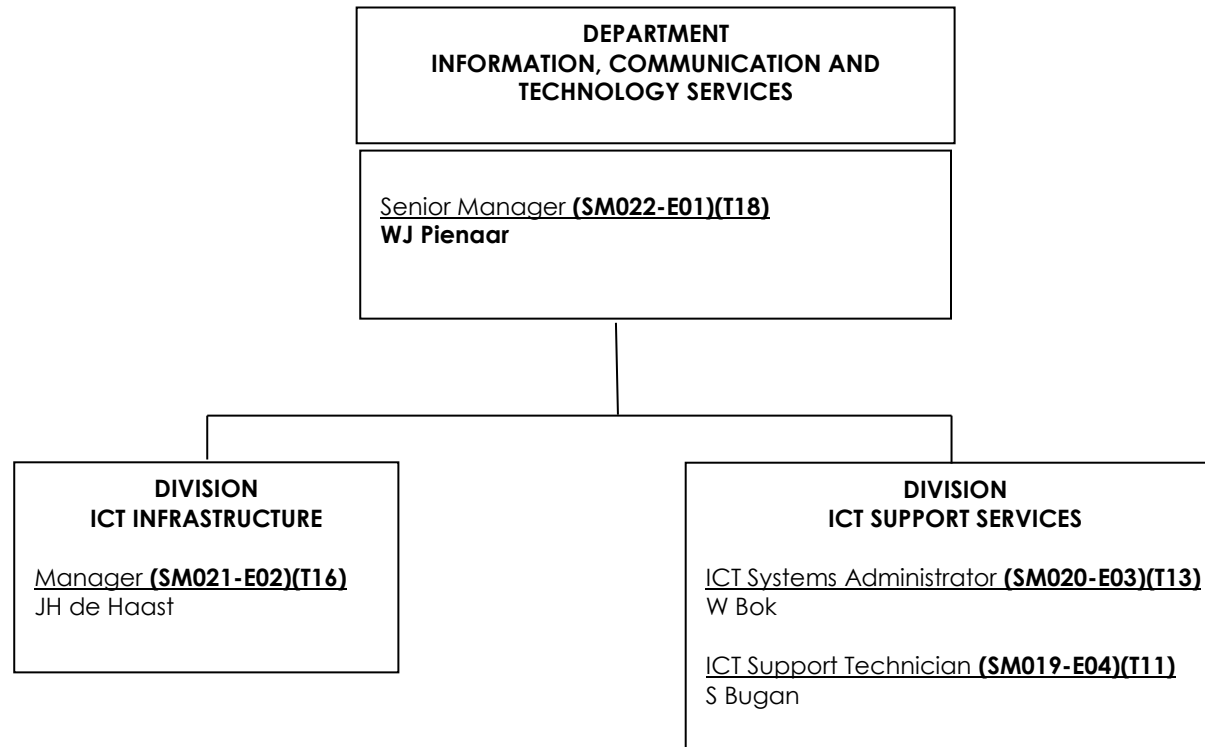 DEPARTMENT
INFORMATION, COMMUNICATION AND
TECHNOLOGY SERVICES
Senior Manager (SM022-E01)(T18)
WJ Pienaar
DIVISION
ICT INFRASTRUCTURE
Manager (SM021-E02)(T16)
JH de Haast
DIVISION
ICT SUPPORT SERVICES
ICT Systems Administrator (SM020-E03)(T13)
W Bok
ICT Support Technician (SM019-E04)(T11)
S Bugan